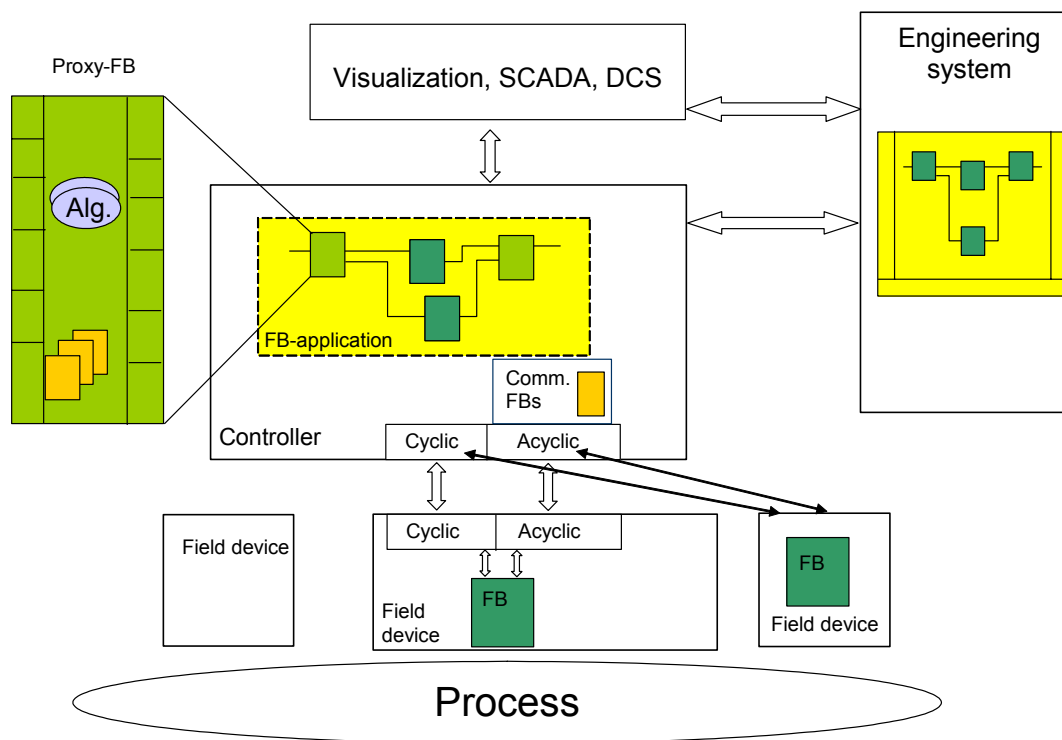 Proxy-FB
Visualization, SCADA, DCS
Engineering
system
Alg.
FB-application
Comm.
FBs
Controller
Cyclic
Acyclic
Cyclic
Acyclic
Field device
FB
Field
device
FB
Field device
Process